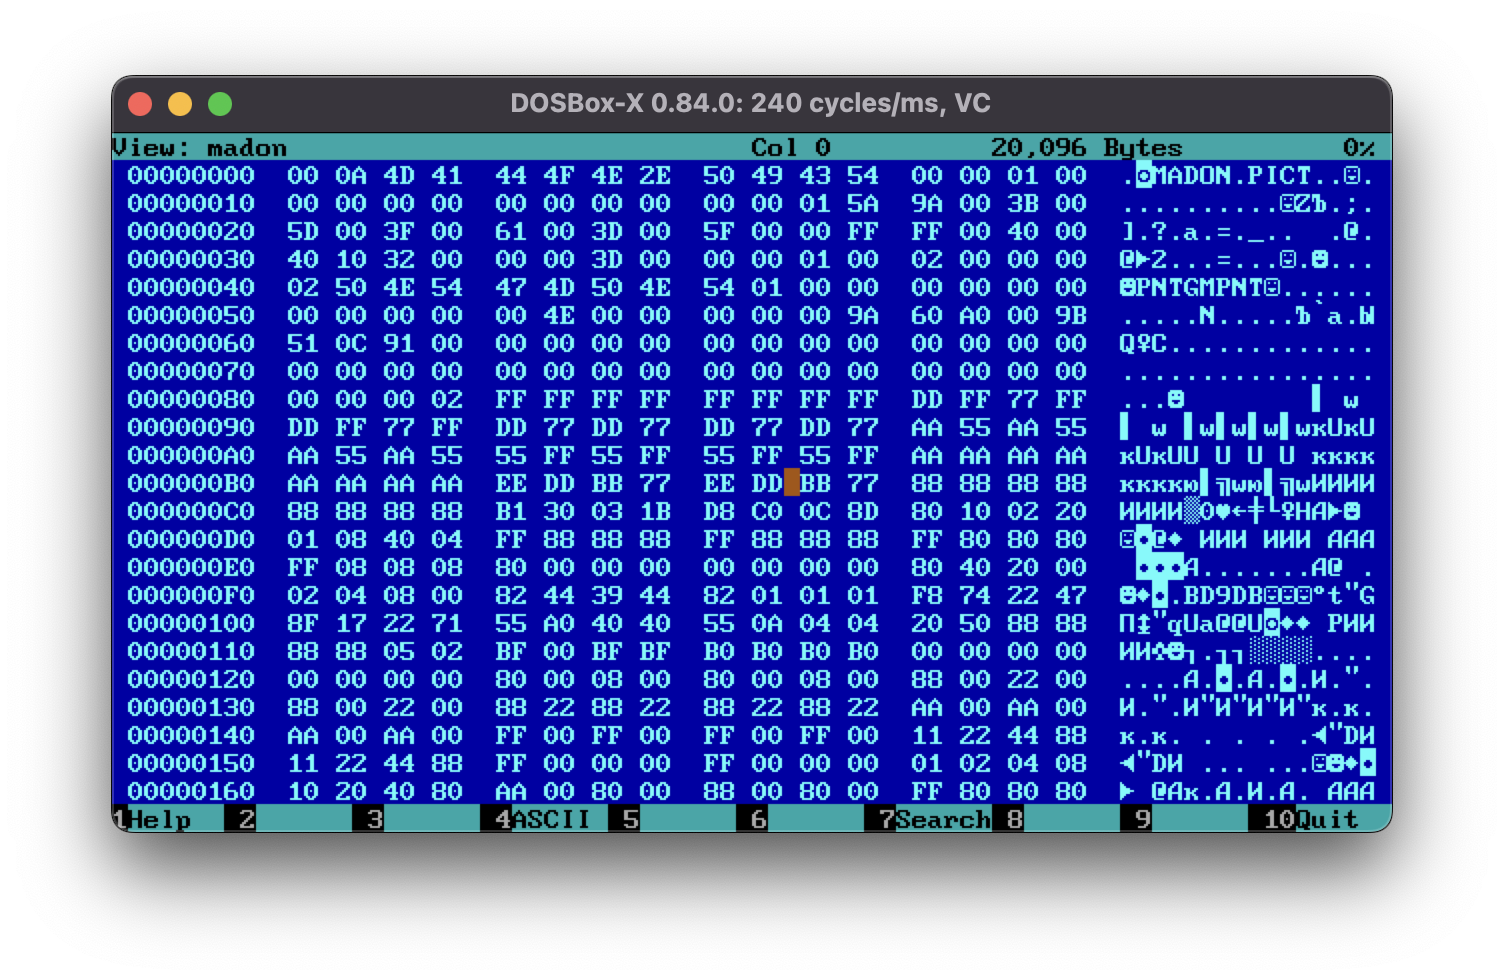 DOSBox-X 0.84.0: 240 cycles/ms, VC
View: madon Col 0 20,096 Bytes 0%
00000000 00 0A 4D 41 44 4F 4E 2E 50 49 43 54 00 00 01 00 .◘MADON.PICT..☺.
00000010 00 00 00 00 00 00 00 00 00 00 01 5A 9A 00 3B 00 ..........☺ZЪ.;.
00000020 5D 00 3F 00 61 00 3D 00 5F 00 00 FF FF 00 40 00 ].?.a.=._..  .@.
00000030 40 10 32 00 00 00 3D 00 00 00 01 00 02 00 00 00 @►2...=...☺.☻...
00000040 02 50 4E 54 47 4D 50 4E 54 01 00 00 00 00 00 00 ☻PNTGMPNT☺......
00000050 00 00 00 00 00 4E 00 00 00 00 00 9A 60 A0 00 9B .....N.....Ъ`а.Ы
00000060 51 0C 91 00 00 00 00 00 00 00 00 00 00 00 00 00 Q♀С.............
00000070 00 00 00 00 00 00 00 00 00 00 00 00 00 00 00 00 ................
00000080 00 00 00 02 FF FF FF FF FF FF FF FF DD FF 77 FF ...☻        ▌ w
00000090 DD FF 77 FF DD 77 DD 77 DD 77 DD 77 AA 55 AA 55 ▌ w ▌w▌w▌w▌wкUкU
000000A0 AA 55 AA 55 55 FF 55 FF 55 FF 55 FF AA AA AA AA кUкUU U U U кккк
000000B0 AA AA AA AA EE DD BB 77 EE DD BB 77 88 88 88 88 ккккю▌╗wю▌╗wИИИИ
000000C0 88 88 88 88 B1 30 03 1B D8 C0 0C 8D 80 10 02 20 ИИИИ▒0♥←╪└♀НА►☻
000000D0 01 08 40 04 FF 88 88 88 FF 88 88 88 FF 80 80 80 ☺◘@♦ ИИИ ИИИ ААА
000000E0 FF 08 08 08 80 00 00 00 00 00 00 00 80 40 20 00  ◘◘◘А.......А@ .
000000F0 02 04 08 00 82 44 39 44 82 01 01 01 F8 74 22 47 ☻♦◘.ВD9DВ☺☺☺°t"G
00000100 8F 17 22 71 55 A0 40 40 55 0A 04 04 20 50 88 88 П↨"qUа@@U◙♦♦ PИИ
00000110 88 88 05 02 BF 00 BF BF B0 B0 B0 B0 00 00 00 00 ИИ♣☻┐.┐┐░░░░....
00000120 00 00 00 00 80 00 08 00 80 00 08 00 88 00 22 00 ....А.◘.А.◘.И.".
00000130 88 00 22 00 88 22 88 22 88 22 88 22 AA 00 AA 00 И.".И"И"И"И"к.к.
00000140 AA 00 AA 00 FF 00 FF 00 FF 00 FF 00 11 22 44 88 к.к. . . . .◄"DИ
00000150 11 22 44 88 FF 00 00 00 FF 00 00 00 01 02 04 08 ◄"DИ ... ...☺☻♦◘
00000160 10 20 40 80 AA 00 80 00 88 00 80 00 FF 80 80 80 ► @Ак.А.И.А. ААА
1Help 2 3 4ASCII 5 6 7Search 8 9 10Quit